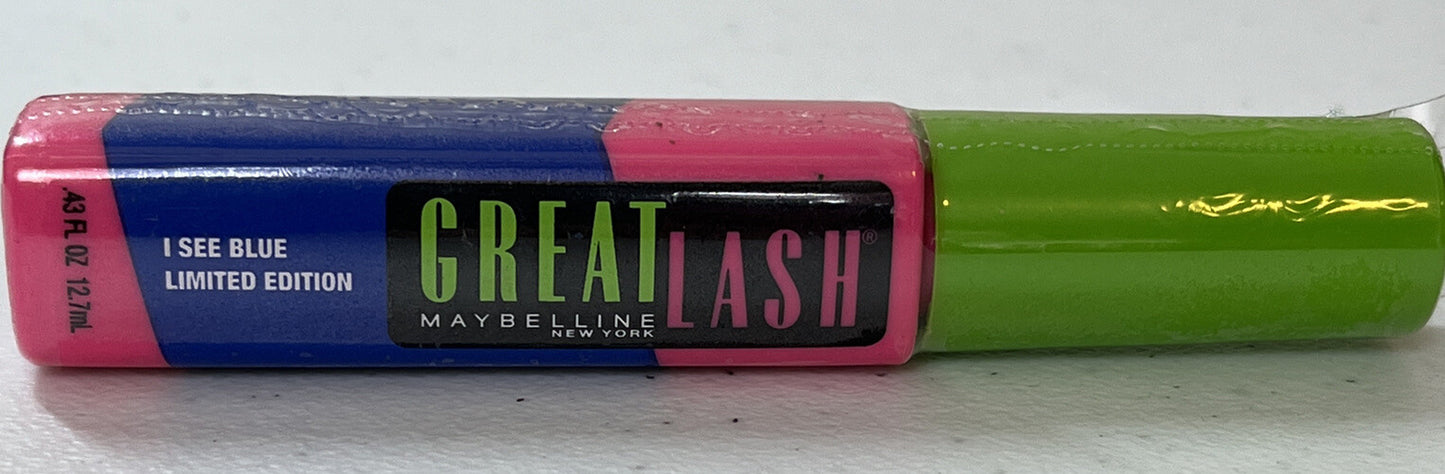 .43 FL OZ 12.7mL
I SEE BLUE
LIMITED EDITION
GREAT LASH®
MAYBELLINE
NEW YORK